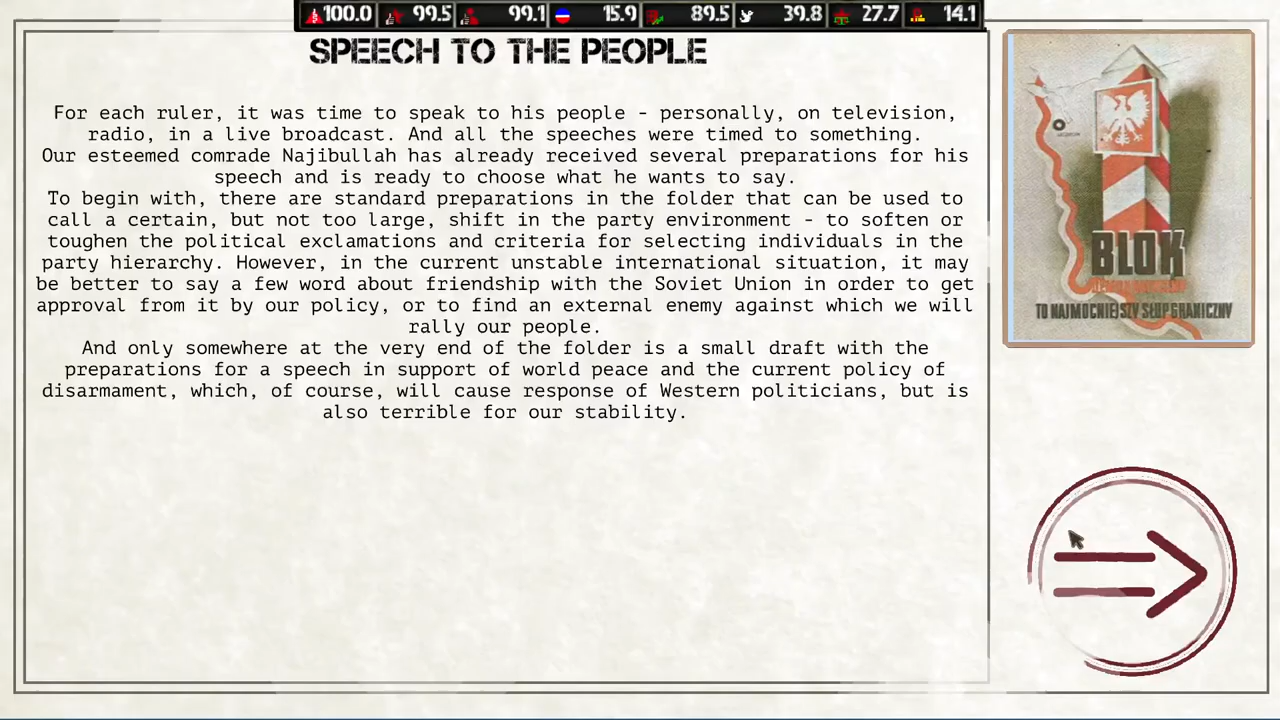 100.0 99.5 99.1 15.9 89.5 39.8 27.7 14.1
SPEECH TO THE PEOPLE
For each ruler, it was time to speak to his people - personally, on television,
radio, in a live broadcast. And all the speeches were timed to something.
Our esteemed comrade Najibullah has already received several preparations for his
speech and is ready to choose what he wants to say.
To begin with, there are standard preparations in the folder that can be used to
call a certain, but not too large, shift in the party environment - to soften or
toughen the political exclamations and criteria for selecting individuals in the
party hierarchy. However, in the current unstable international situation, it may
be better to say a few word about friendship with the Soviet Union in order to get
approval from it by our policy, or to find an external enemy against which we will
rally our people.
And only somewhere at the very end of the folder is a small draft with the
preparations for a speech in support of world peace and the current policy of
disarmament, which, of course, will cause response of Western politicians, but is
also terrible for our stability.
BLOK
TO NAJMOCNIEJSZY SŁUP GRANICZNY